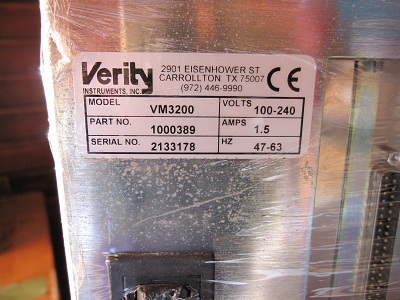 Verity
INSTRUMENTS, INC.
2901 EISENHOWER ST
CARROLLTON TX 75007
(972) 446-9990
CE
MODEL VM3200 VOLTS 100-240
PART NO. 1000389 AMPS 1.5
SERIAL NO. 2133178 HZ 47-63